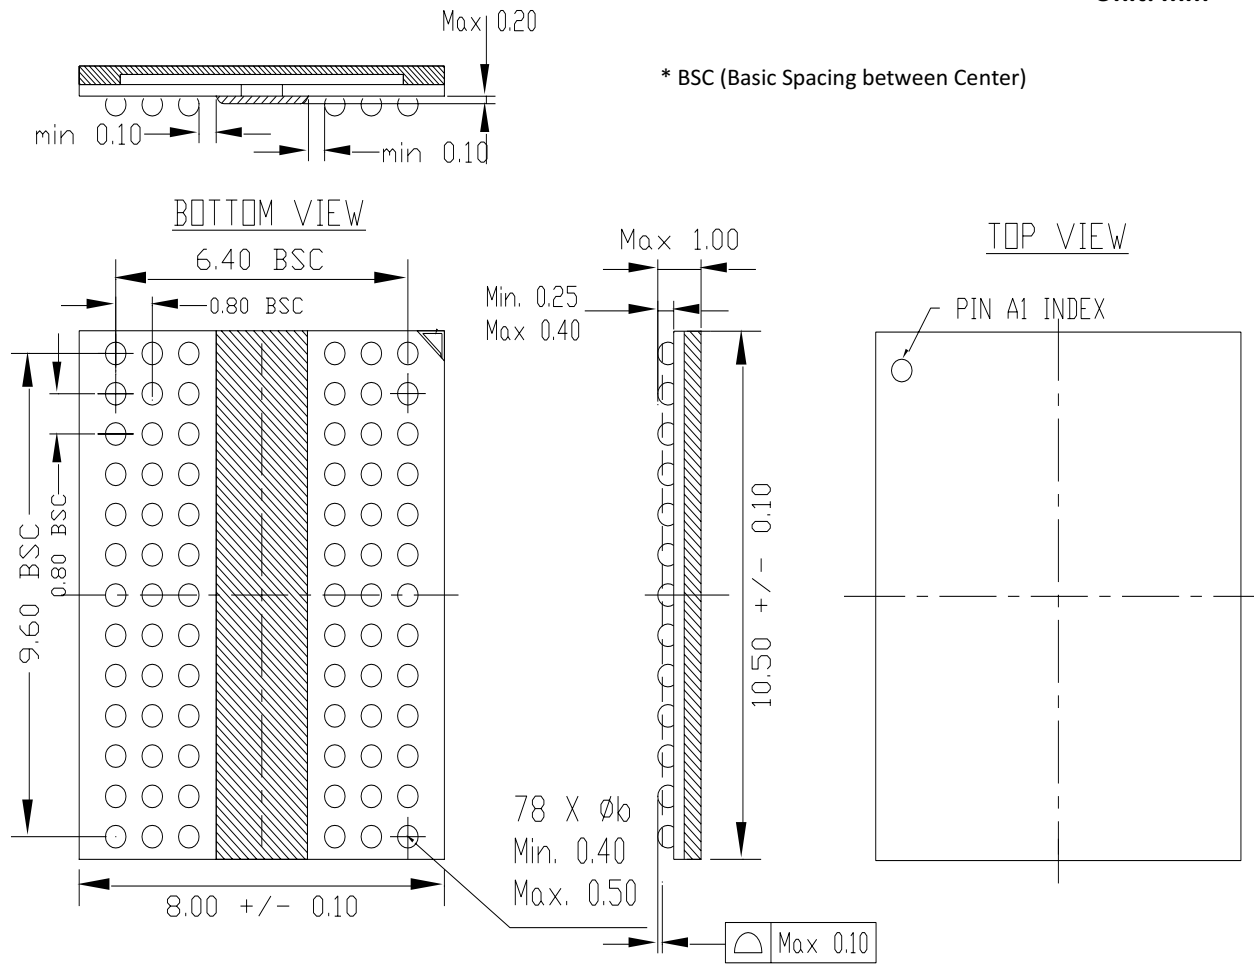 Max 0.20
* BSC (Basic Spacing between Center)
min 0.10
min 0.10
BOTTOM VIEW
6.40 BSC
0.80 BSC
Max 1.00
Min. 0.25
Max 0.40
TOP VIEW
PIN A1 INDEX
9.60 BSC
0.80 BSC
10.50 +/- 0.10
78 X Øb
Min. 0.40
Max. 0.50
8.00 +/- 0.10
Max 0.10